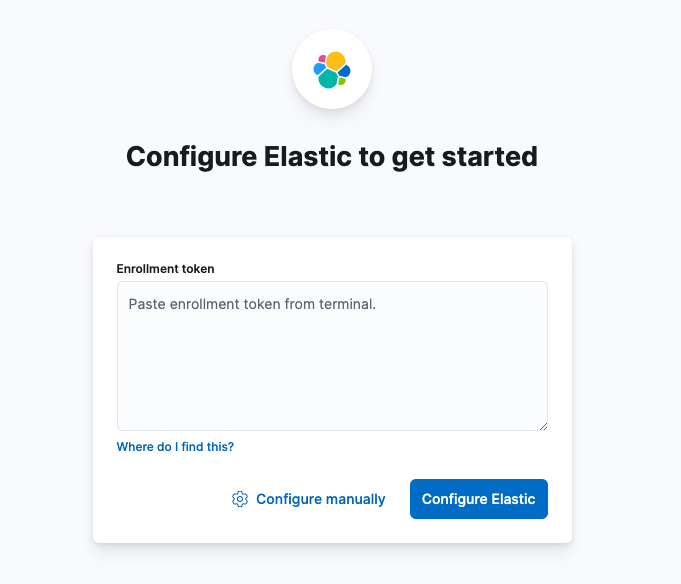 Configure Elastic to get started
Enrollment token
Paste enrollment token from terminal.
Where do I find this?
Configure manually
Configure Elastic